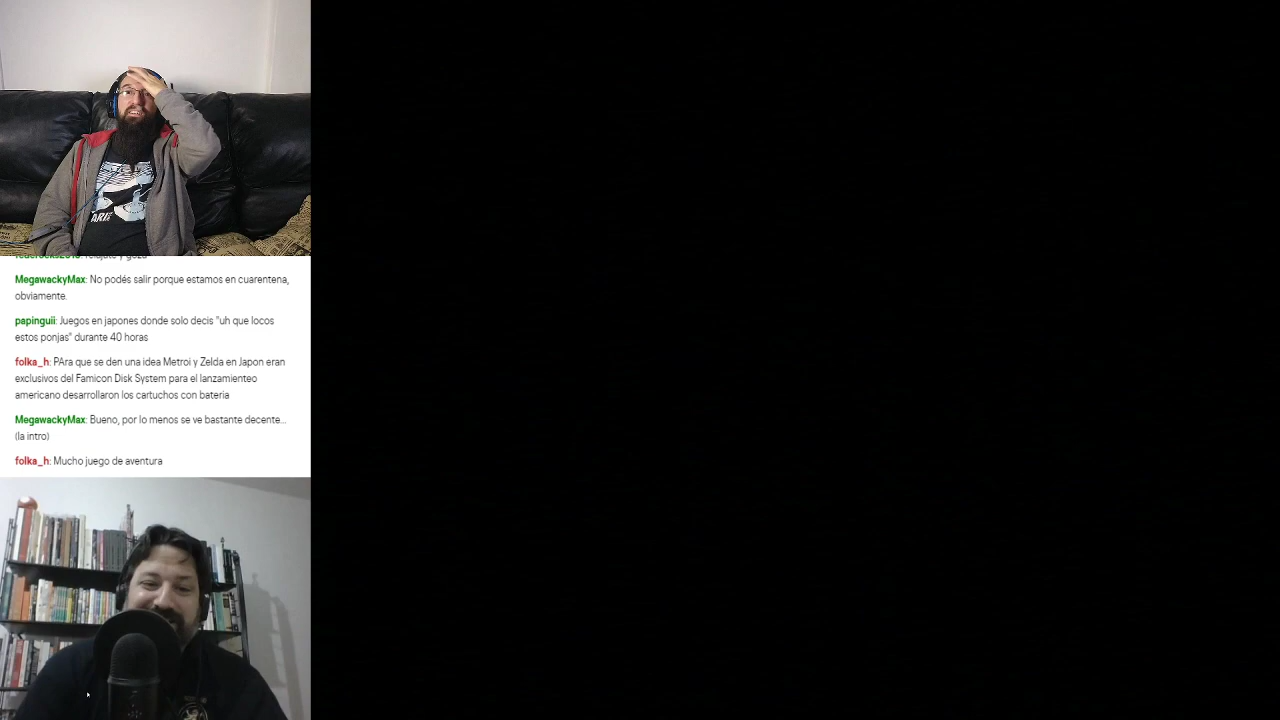 MegawackyMax: No podés salir porque estamos en cuarentena,
obviamente.
papinguii: Juegos en japones donde solo decis "uh que locos
estos ponjas" durante 40 horas
folka_h: PAra que se den una idea Metroi y Zelda en Japon eran
exclusivos del Famicon Disk System para el lanzamienteo
americano desarrollaron los cartuchos con bateria
MegawackyMax: Bueno, por lo menos se ve bastante decente...
(la intro)
folka_h: Mucho juego de aventura